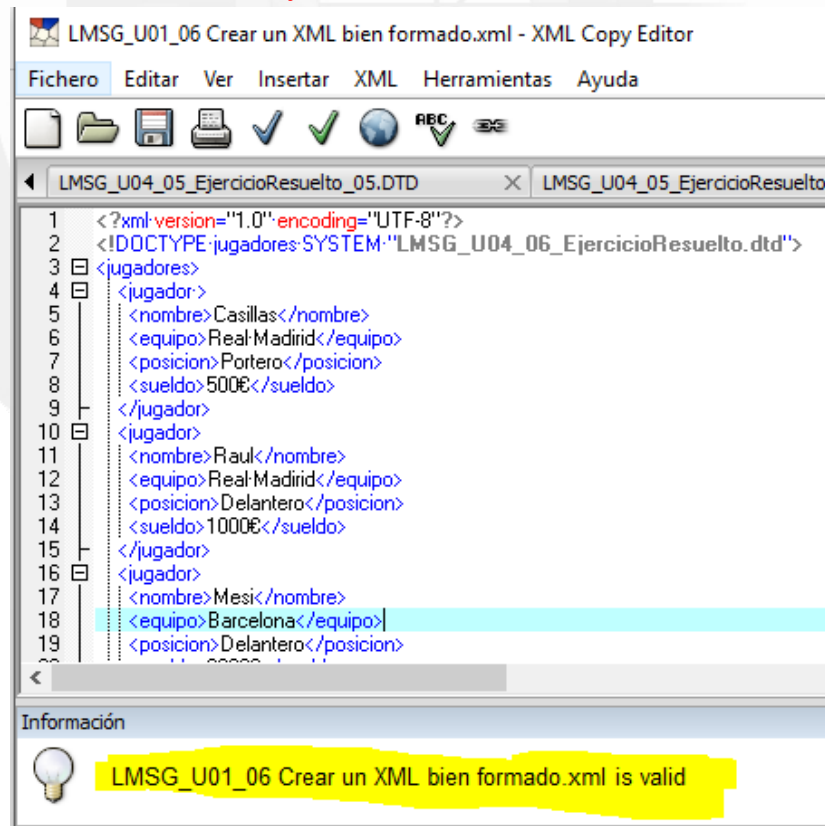 LMSG_U01_06 Crear un XML bien formado.xml - XML Copy Editor
Fichero Editar Ver Insertar XML Herramientas Ayuda
ABC
LMSG_U04_05_EjercicioResuelto_05.DTD LMSG_U04_05_EjercicioResuelto
1 <?xml version="1.0" encoding="UTF-8"?>
2 <!DOCTYPE jugadores SYSTEM "LMSG_U04_06_EjercicioResuelto.dtd">
3 <jugadores>
4 <jugador >
5 <nombre>Casillas</nombre>
6 <equipo>Real Madirid</equipo>
7 <posicion>Portero</posicion>
8 <sueldo>500€</sueldo>
9 </jugador>
10 <jugador>
11 <nombre>Raul</nombre>
12 <equipo>Real Madirid</equipo>
13 <posicion>Delantero</posicion>
14 <sueldo>1000€</sueldo>
15 </jugador>
16 <jugador>
17 <nombre>Mesi</nombre>
18 <equipo>Barcelona</equipo>
19 <posicion>Delantero</posicion>
Información
LMSG_U01_06 Crear un XML bien formado.xml is valid